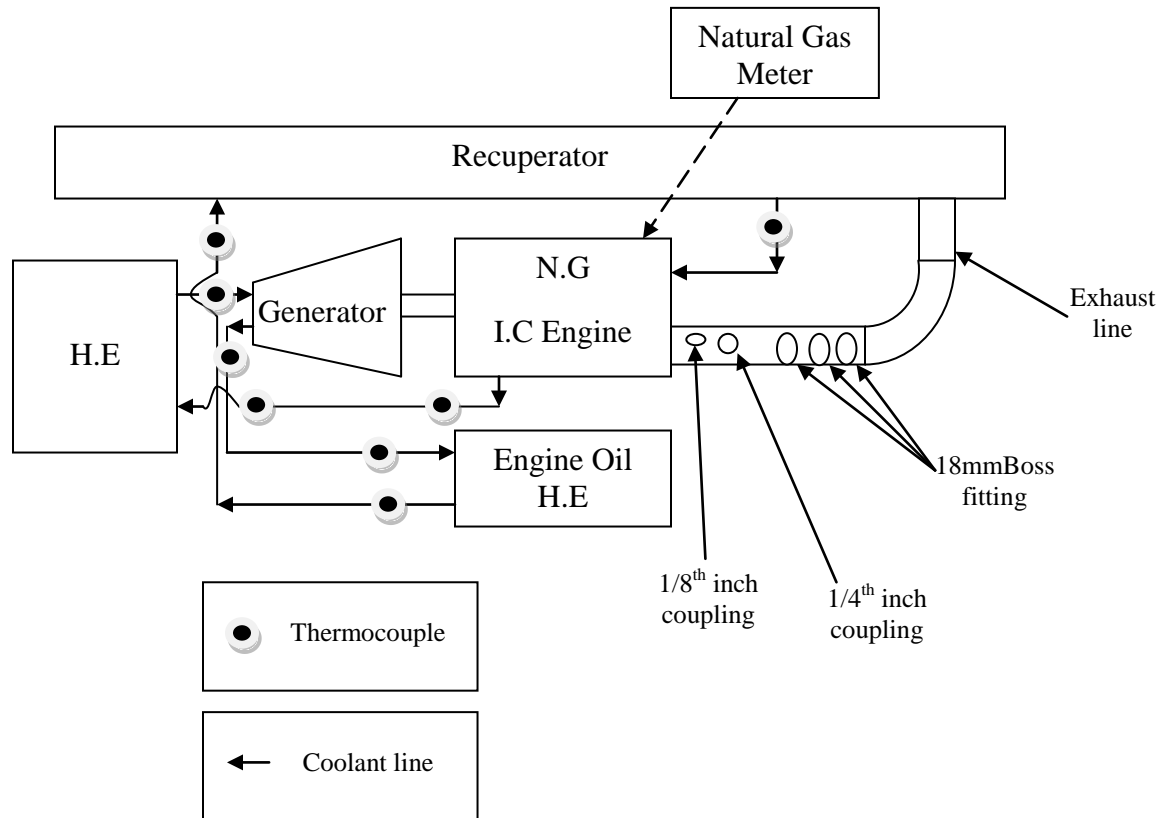 Natural Gas
Meter
Recuperator
N.G
I.C Engine
Generator
H.E
Exhaust
line
Engine Oil
H.E
18mmBoss
fitting
1/8th inch
coupling
1/4th inch
coupling
Thermocouple
Coolant line